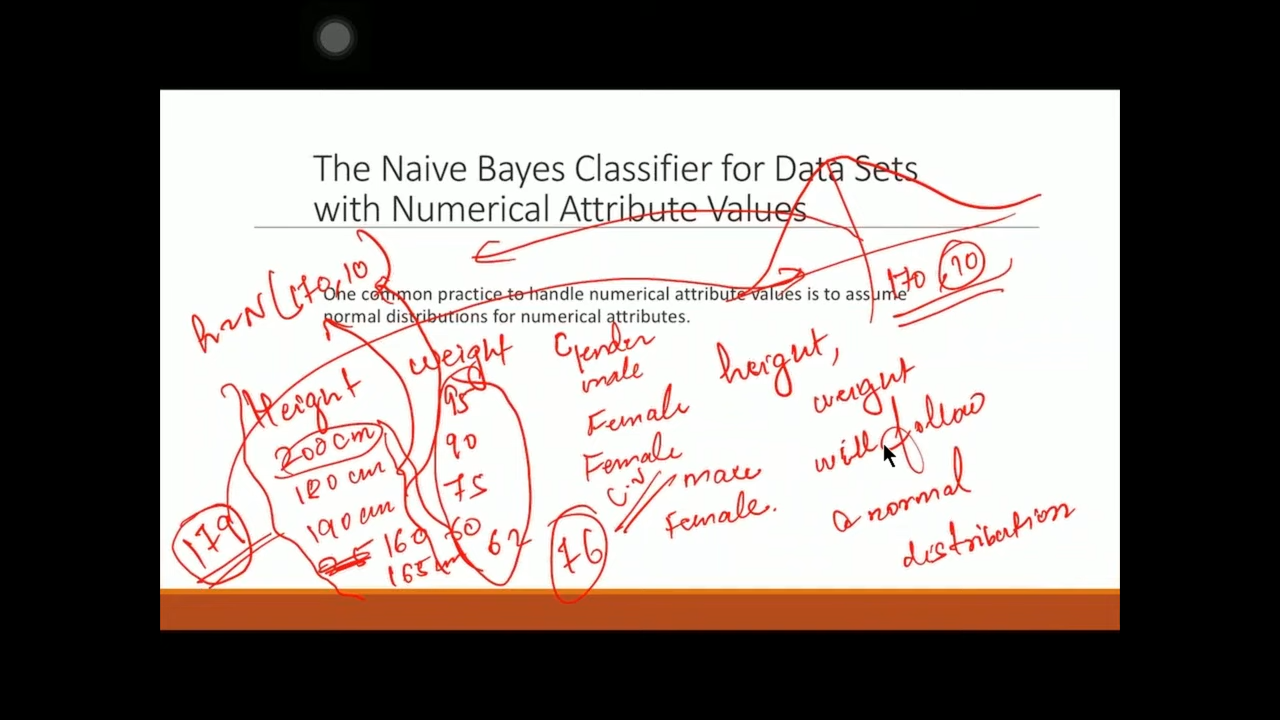 The Naive Bayes Classifier for Data Sets
with Numerical Attribute Values
One common practice to handle numerical attribute values is to assume
normal distributions for numerical attributes.
h~N(170,10)
170,
Height
200 cm
180 cm
190 cm
160
165 cm
179
weight
95
90
75
60
62
76
Gender
male
Female
Female
male
Female.
height,
weight
will follow
a normal
distribution